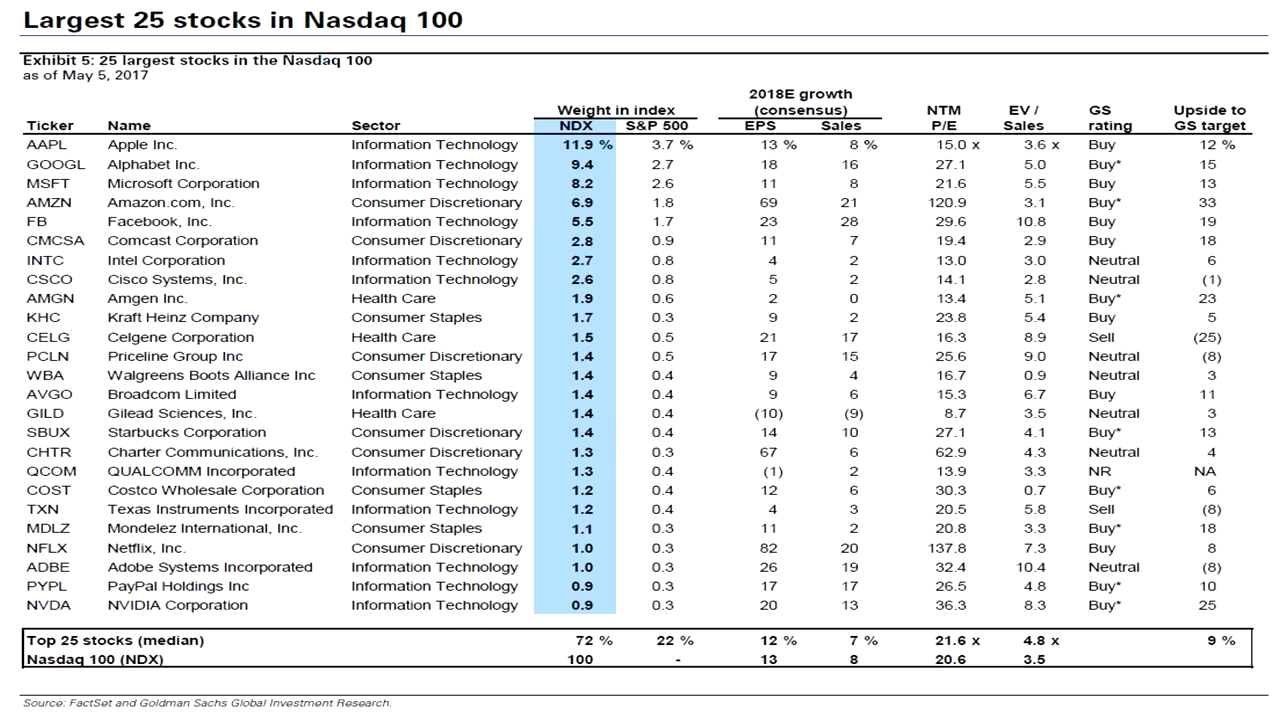 Largest 25 stocks in Nasdaq 100
Exhibit 5: 25 largest stocks in the Nasdaq 100
as of May 5, 2017
2018E growth
Weight in index (consensus) NTM EV / GS Upside to
Ticker Name Sector NDX S&P 500 EPS Sales P/E Sales rating GS target
AAPL Apple Inc. Information Technology 11.9 % 3.7 % 13 % 8 % 15.0 x 3.6 x Buy 12 %
GOOGL Alphabet Inc. Information Technology 9.4 2.7 18 16 27.1 5.0 Buy* 15
MSFT Microsoft Corporation Information Technology 8.2 2.6 11 8 21.6 5.5 Buy 13
AMZN Amazon.com, Inc. Consumer Discretionary 6.9 1.8 69 21 120.9 3.1 Buy* 33
FB Facebook, Inc. Information Technology 5.5 1.7 23 28 29.6 10.8 Buy 19
CMCSA Comcast Corporation Consumer Discretionary 2.8 0.9 11 7 19.4 2.9 Buy 18
INTC Intel Corporation Information Technology 2.7 0.8 4 2 13.0 3.0 Neutral 6
CSCO Cisco Systems, Inc. Information Technology 2.6 0.8 5 2 14.1 2.8 Neutral (1)
AMGN Amgen Inc. Health Care 1.9 0.6 2 0 13.4 5.1 Buy* 23
KHC Kraft Heinz Company Consumer Staples 1.7 0.3 9 2 23.8 5.4 Buy 5
CELG Celgene Corporation Health Care 1.5 0.5 21 17 16.3 8.9 Sell (25)
PCLN Priceline Group Inc Consumer Discretionary 1.4 0.5 17 15 25.6 9.0 Neutral (8)
WBA Walgreens Boots Alliance Inc Consumer Staples 1.4 0.4 9 4 16.7 0.9 Neutral 3
AVGO Broadcom Limited Information Technology 1.4 0.4 9 6 15.3 6.7 Buy 11
GILD Gilead Sciences, Inc. Health Care 1.4 0.4 (10) (9) 8.7 3.5 Neutral 3
SBUX Starbucks Corporation Consumer Discretionary 1.4 0.4 14 10 27.1 4.1 Buy* 13
CHTR Charter Communications, Inc. Consumer Discretionary 1.3 0.3 67 6 62.9 4.3 Neutral 4
QCOM QUALCOMM Incorporated Information Technology 1.3 0.4 (1) 2 13.9 3.3 NR NA
COST Costco Wholesale Corporation Consumer Staples 1.2 0.4 12 6 30.3 0.7 Buy* 6
TXN Texas Instruments Incorporated Information Technology 1.2 0.4 4 3 20.5 5.8 Sell (8)
MDLZ Mondelez International, Inc. Consumer Staples 1.1 0.3 11 2 20.8 3.3 Buy* 18
NFLX Netflix, Inc. Consumer Discretionary 1.0 0.3 82 20 137.8 7.3 Buy 8
ADBE Adobe Systems Incorporated Information Technology 1.0 0.3 26 19 32.4 10.4 Neutral (8)
PYPL PayPal Holdings Inc Information Technology 0.9 0.3 17 17 26.5 4.8 Buy* 10
NVDA NVIDIA Corporation Information Technology 0.9 0.3 20 13 36.3 8.3 Buy* 25
Top 25 stocks (median) 72 % 22 % 12 % 7 % 21.6 x 4.8 x 9 %
Nasdaq 100 (NDX) 100 - 13 8 20.6 3.5
Source: FactSet and Goldman Sachs Global Investment Research.